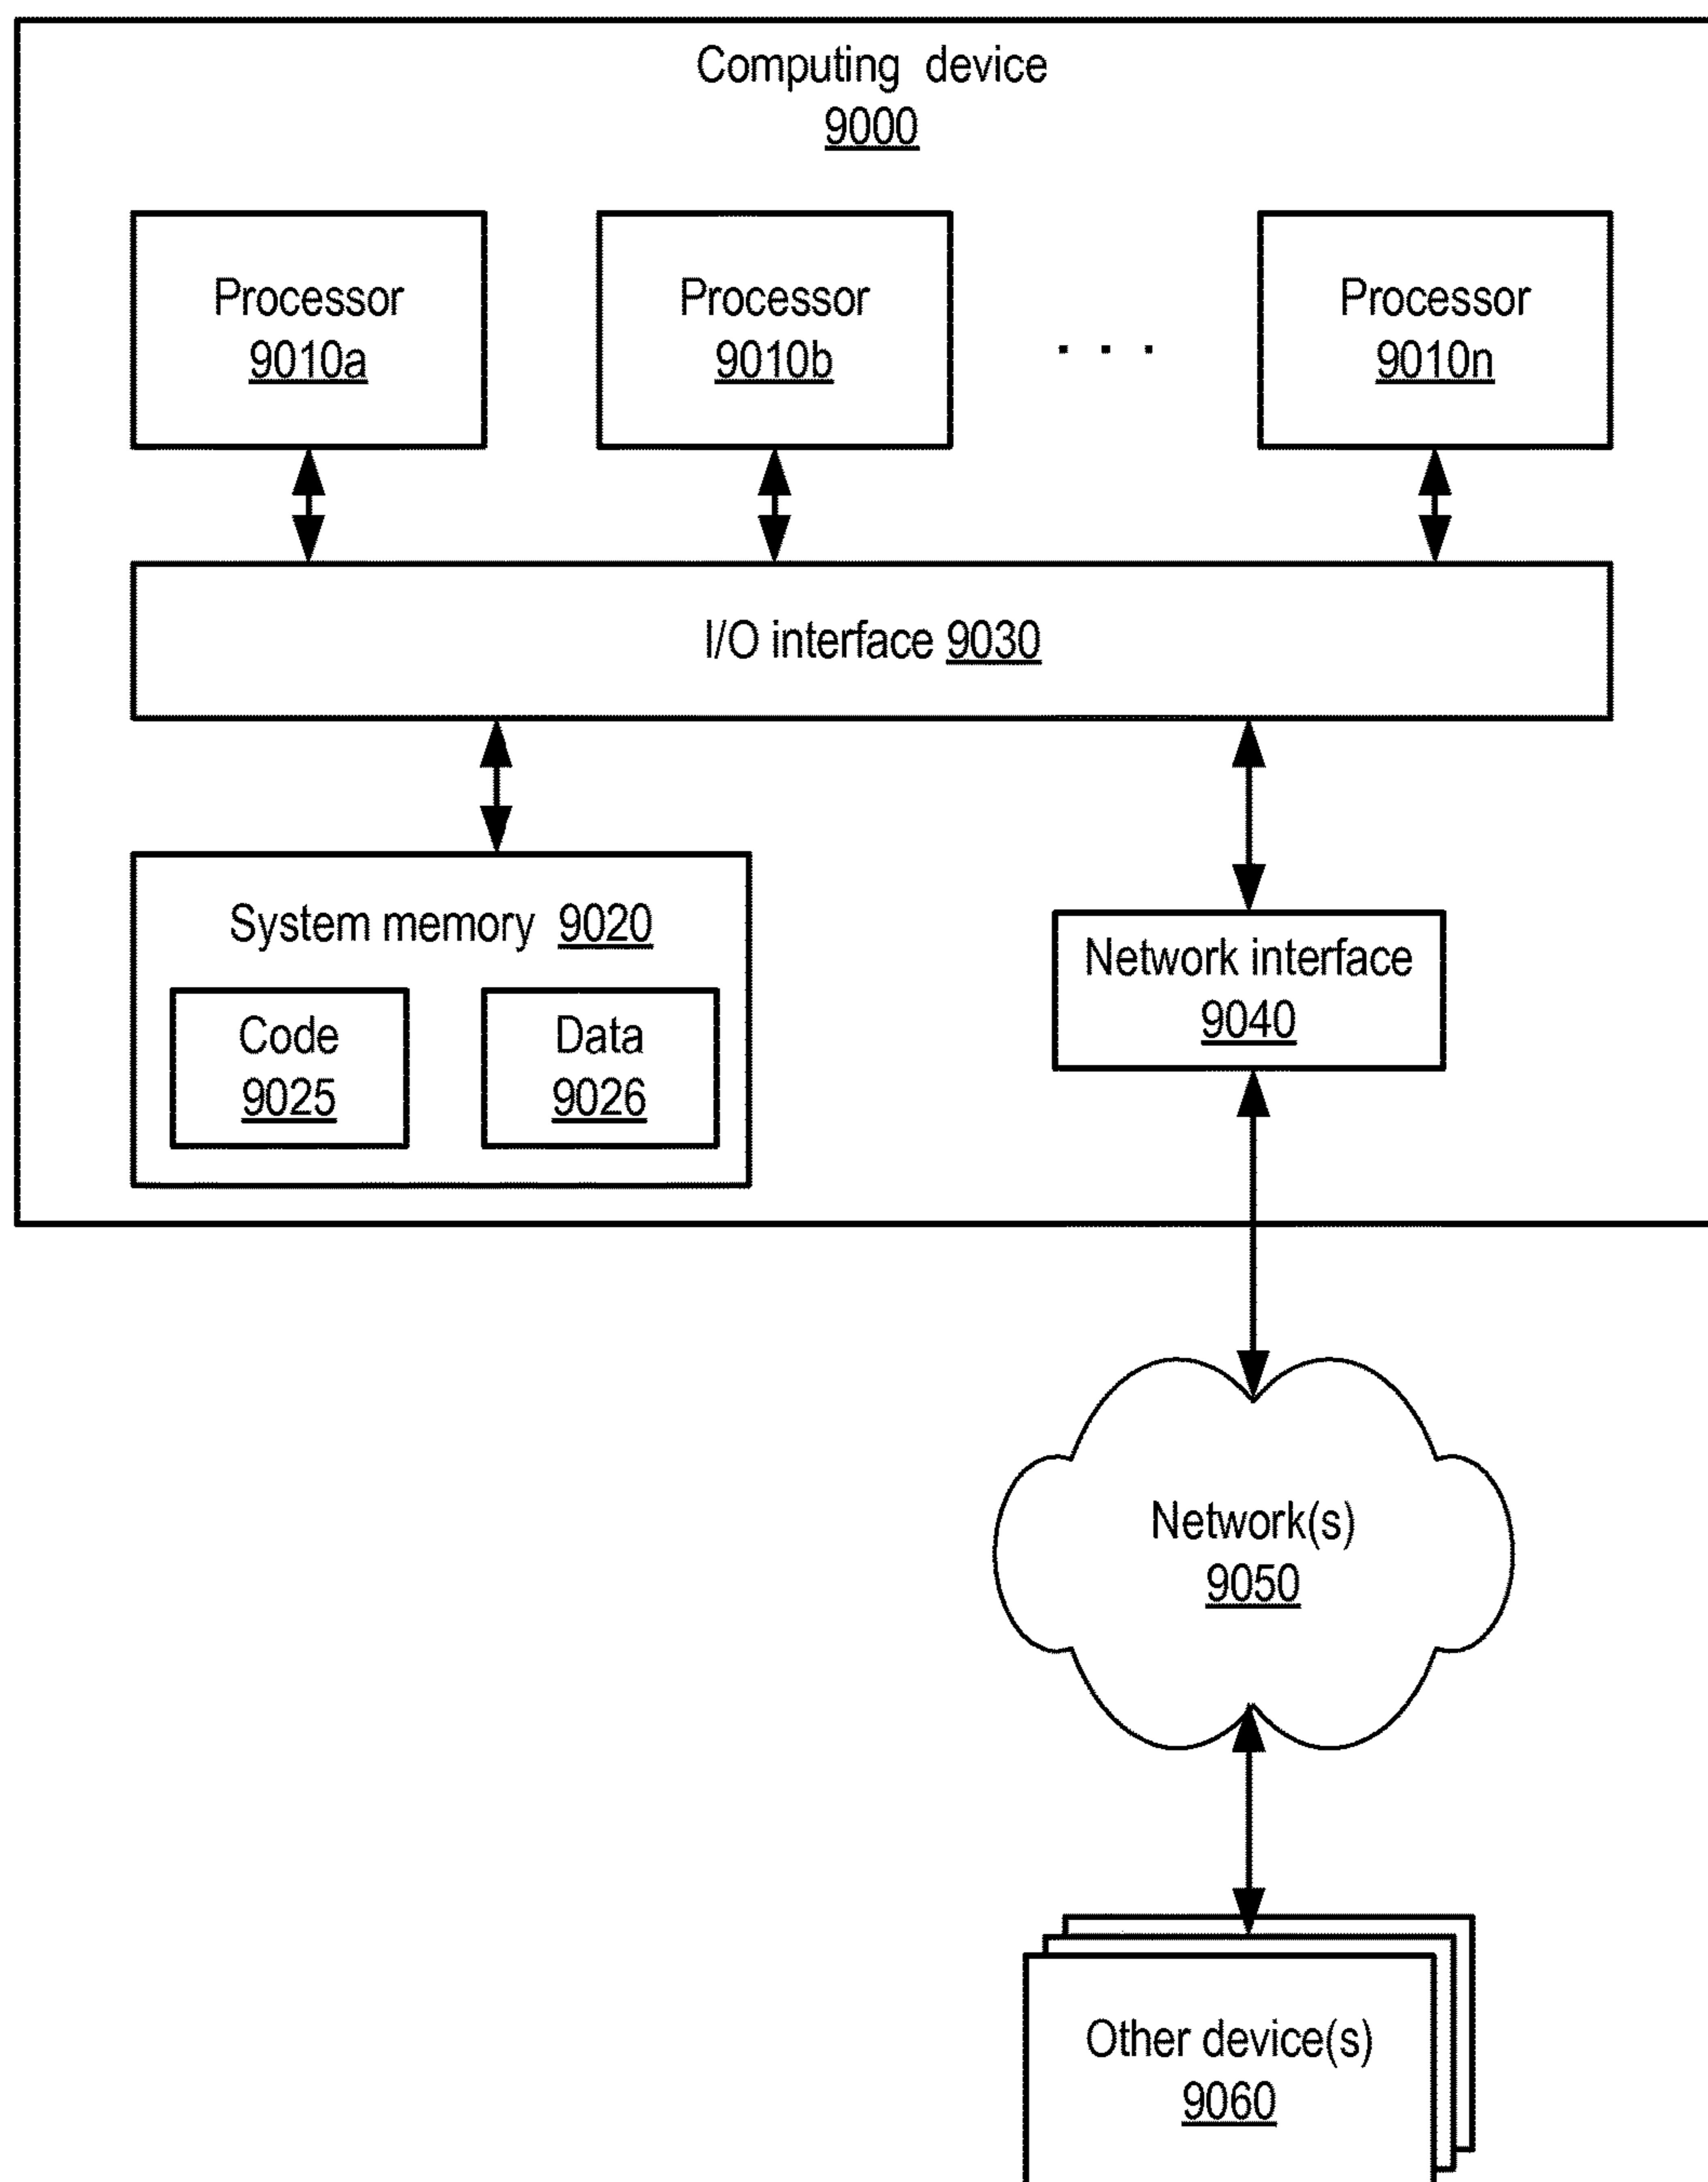 Computing device
9000
Processor
9010a
Processor
9010b
. . .
Processor
9010n
I/O interface 9030
System memory 9020
Code
9025
Data
9026
Network interface
9040
Network(s)
9050
Other device(s)
9060